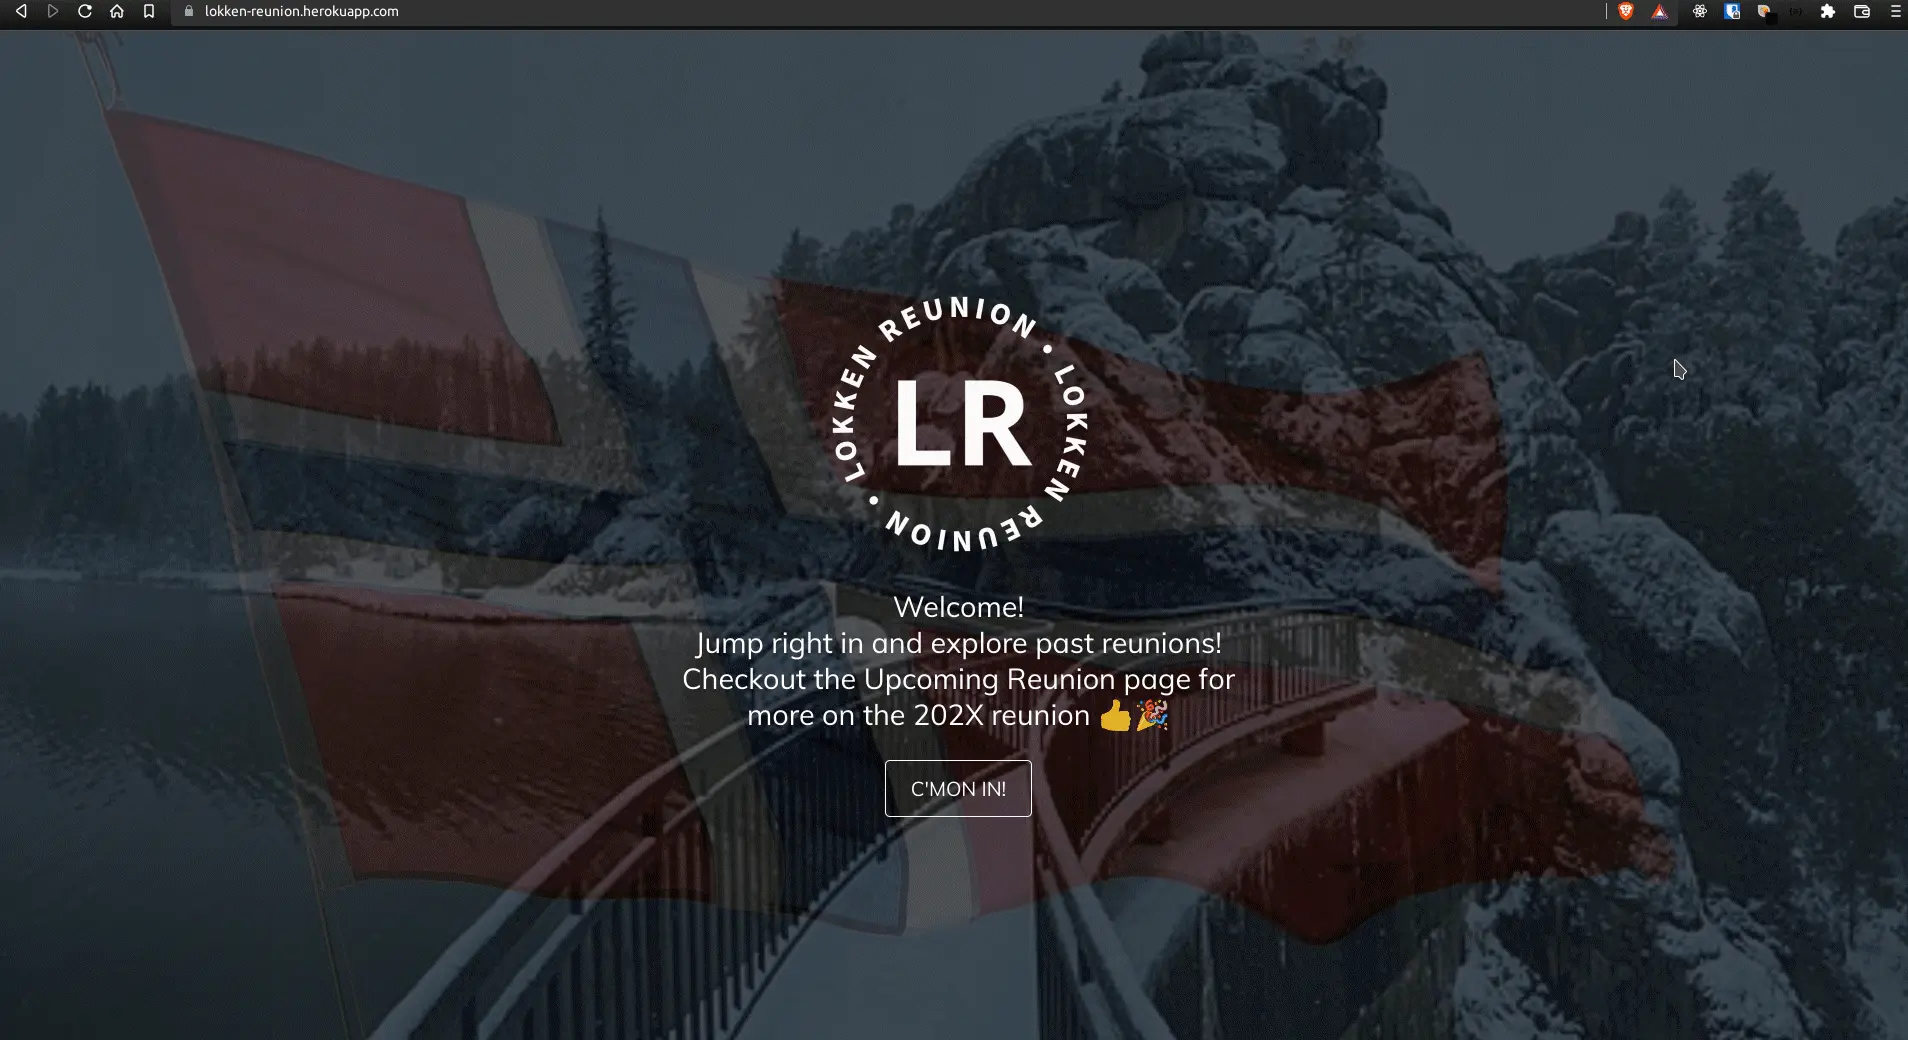 lokken-reunion.herokuapp.com
LOKKEN REUNION • LOKKEN REUNION •
LR
Welcome!
Jump right in and explore past reunions!
Checkout the Upcoming Reunion page for
more on the 202X reunion 👍🎉
C'MON IN!